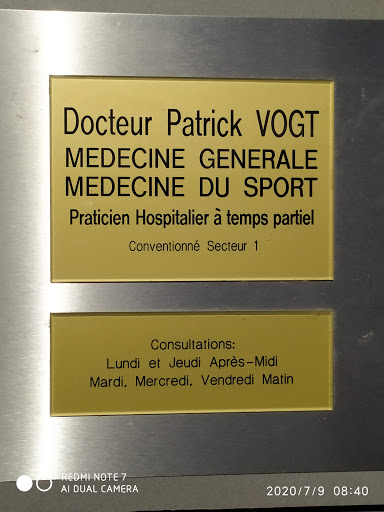 Docteur Patrick VOGT
MEDECINE GENERALE
MEDECINE DU SPORT
Praticien Hospitalier à temps partiel
Conventionné Secteur 1
Consultations:
Lundi et Jeudi Après-Midi
Mardi, Mercredi, Vendredi Matin
REDMI NOTE 7
AI DUAL CAMERA
2020/7/9 08:40